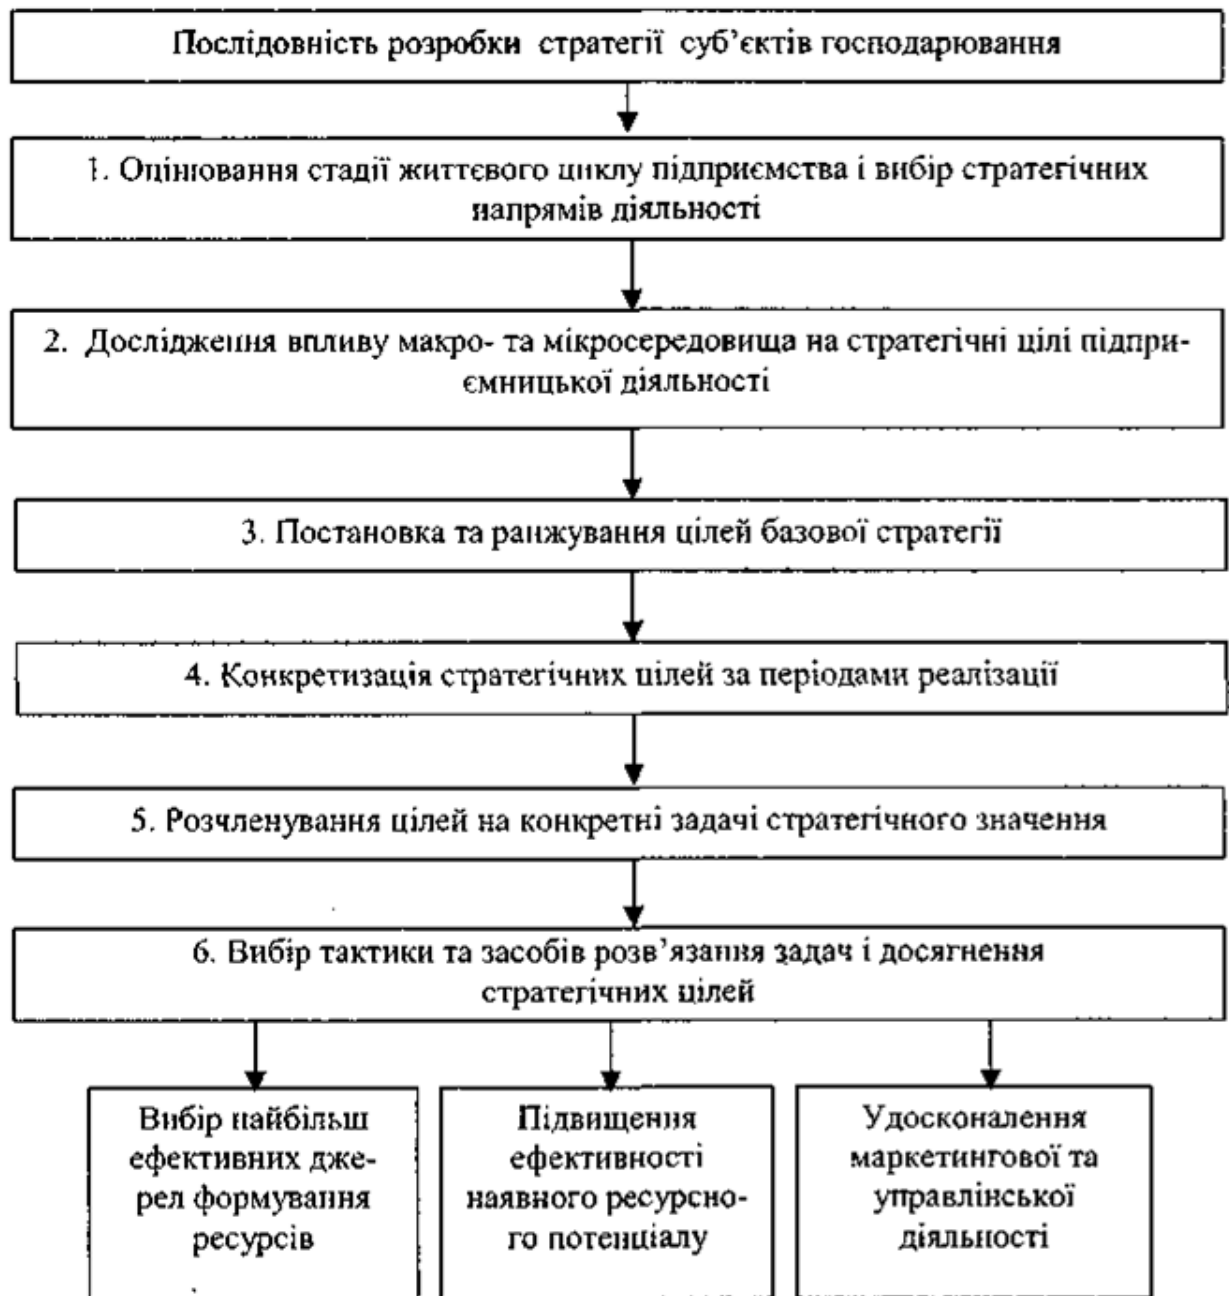 Послідовність розробки стратегії суб’єктів господарювання
1. Оцінювання стадії життєвого циклу підприємства і вибір стратегічних
напрямів діяльності
2. Дослідження впливу макро- та мікросередовища на стратегічні цілі підпри-
ємницької діяльності
3. Постановка та ранжування цілей базової стратегії
4. Конкретизація стратегічних цілей за періодами реалізації
5. Розчленування цілей на конкретні задачі стратегічного значення
6. Вибір тактики та засобів розв’язання задач і досягнення
стратегічних цілей
Вибір найбільш
ефективних дже-
рел формування
ресурсів
Підвищення
ефективності
наявного ресурсно-
го потенціалу
Удосконалення
маркетингової та
управлінської
діяльності